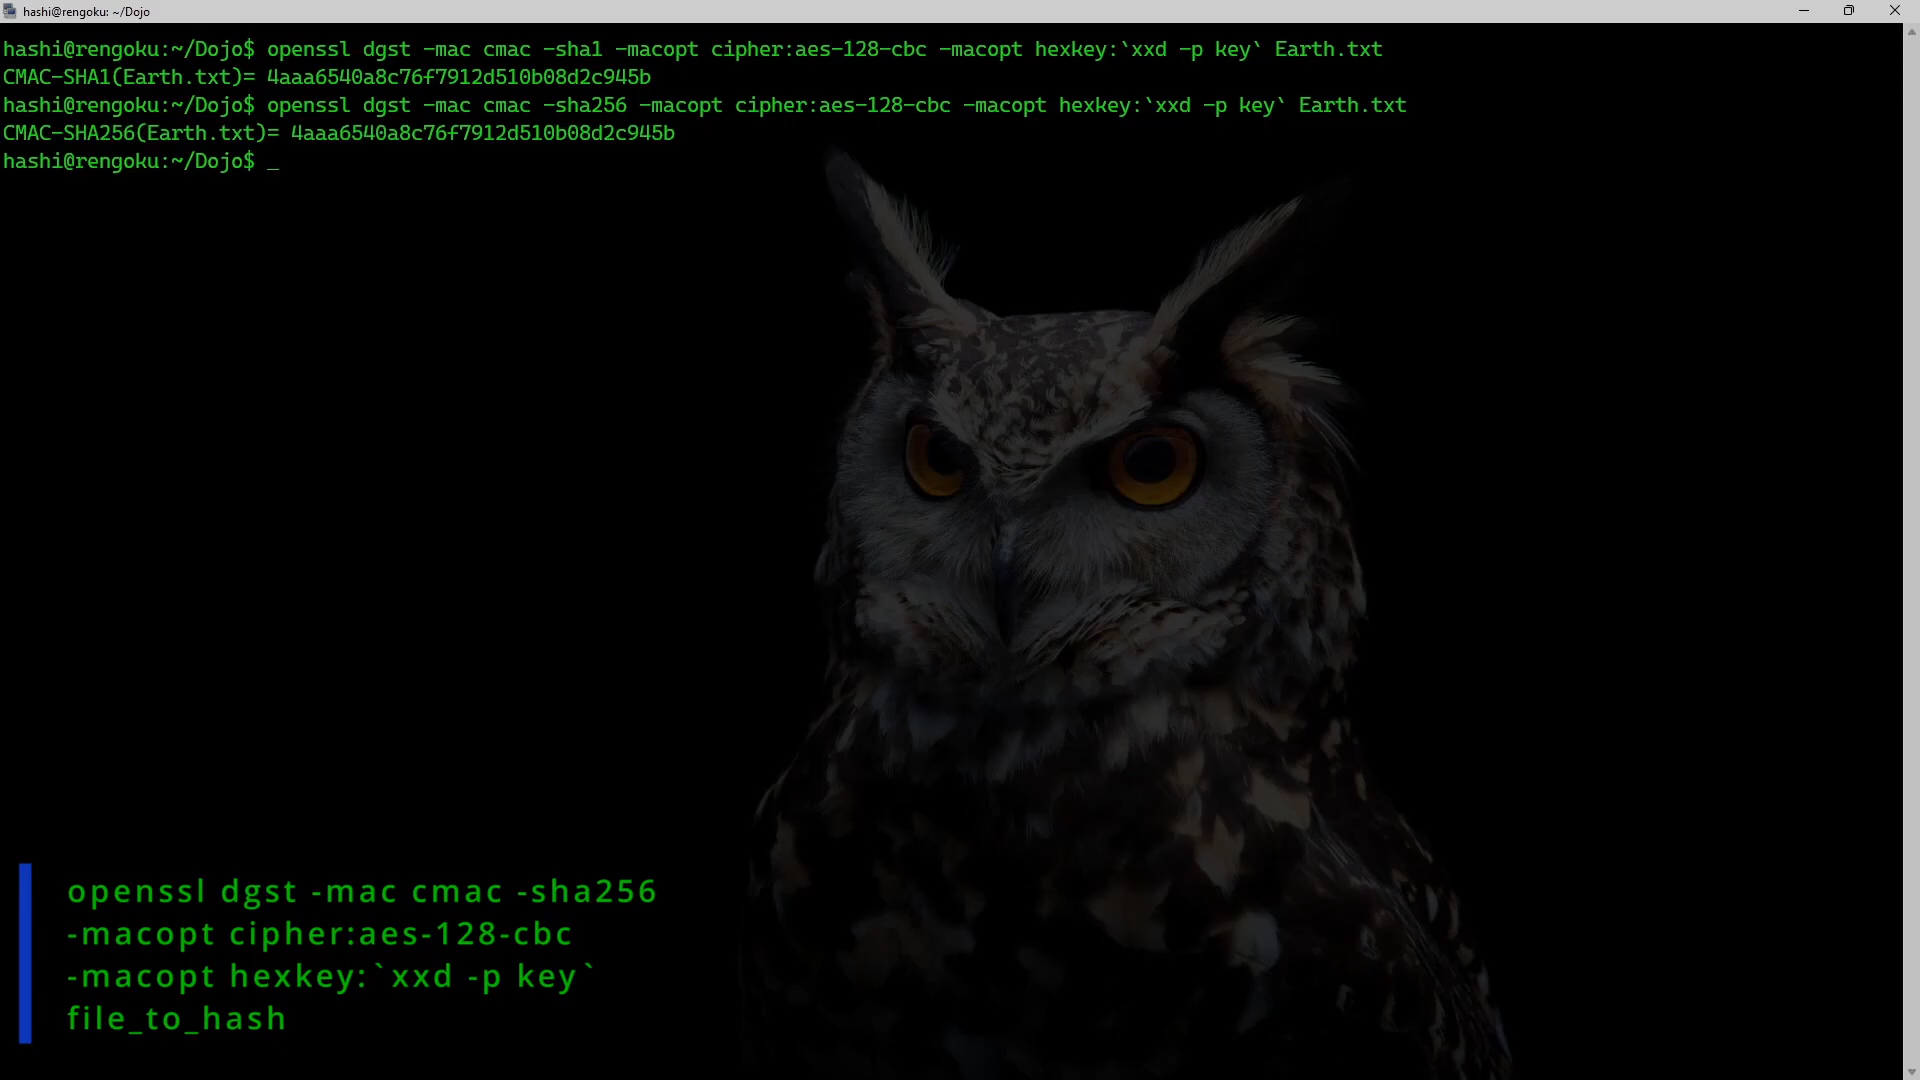 hashi@rengoku: ~/Dojo
hashi@rengoku:~/Dojo$ openssl dgst -mac cmac -sha1 -macopt cipher:aes-128-cbc -macopt hexkey:`xxd -p key` Earth.txt
CMAC-SHA1(Earth.txt)= 4aaa6540a8c76f7912d510b08d2c945b
hashi@rengoku:~/Dojo$ openssl dgst -mac cmac -sha256 -macopt cipher:aes-128-cbc -macopt hexkey:`xxd -p key` Earth.txt
CMAC-SHA256(Earth.txt)= 4aaa6540a8c76f7912d510b08d2c945b
hashi@rengoku:~/Dojo$ _
openssl dgst -mac cmac -sha256
-macopt cipher:aes-128-cbc
-macopt hexkey:`xxd -p key`
file_to_hash